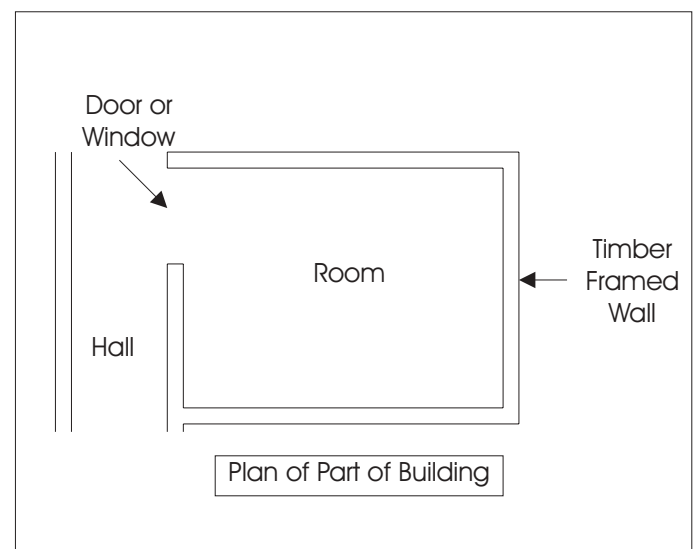 Door or
Window
Room
Timber
Framed
Wall
Hall
Plan of Part of Building